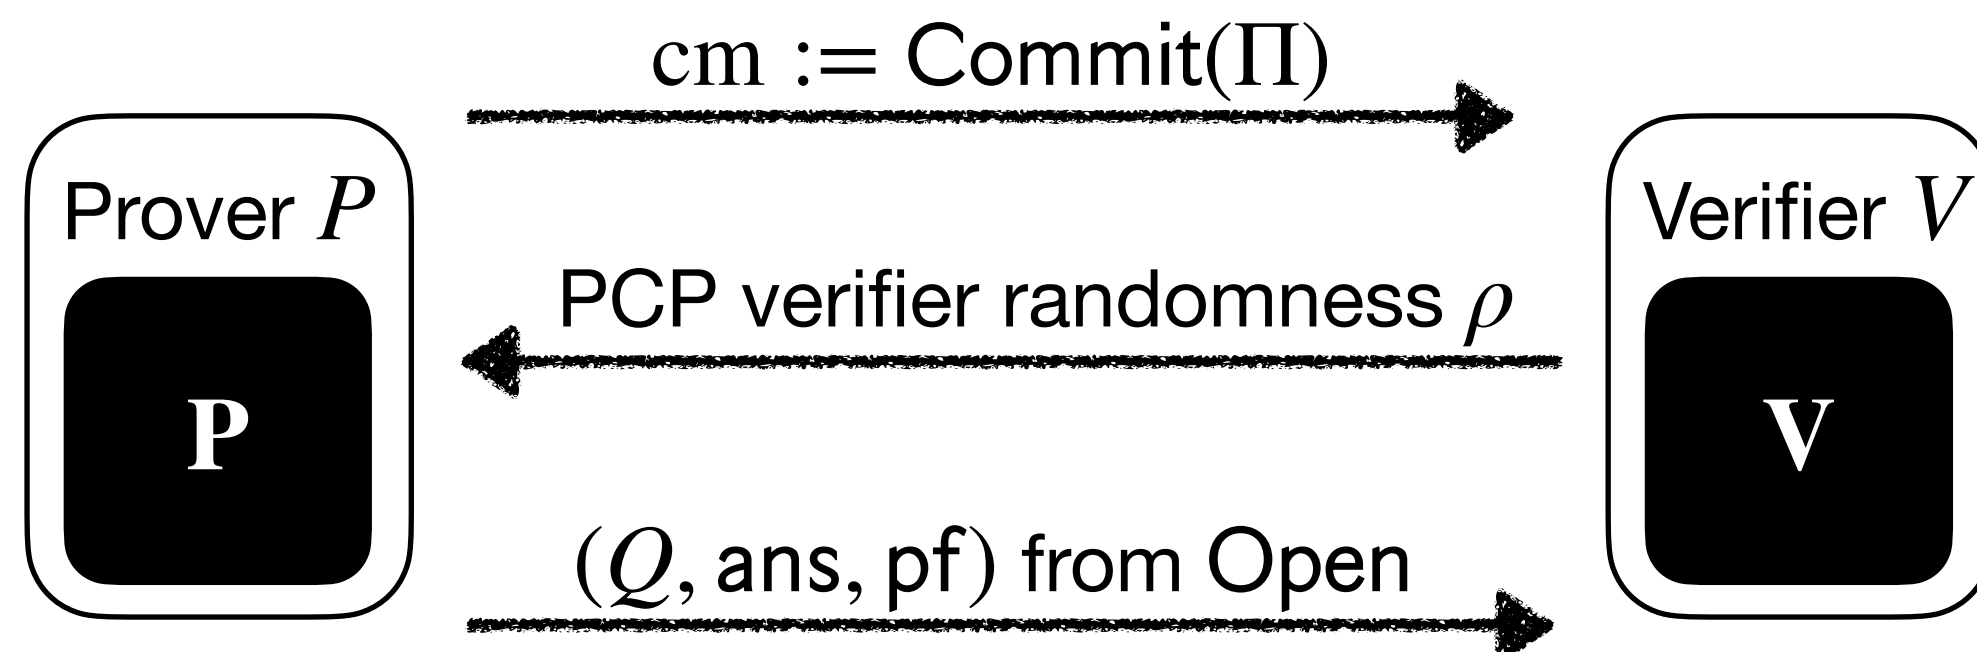 cm := Commit(Π)
Prover P
Verifier V
PCP verifier randomness ρ
P
V
(Q, ans, pf) from Open